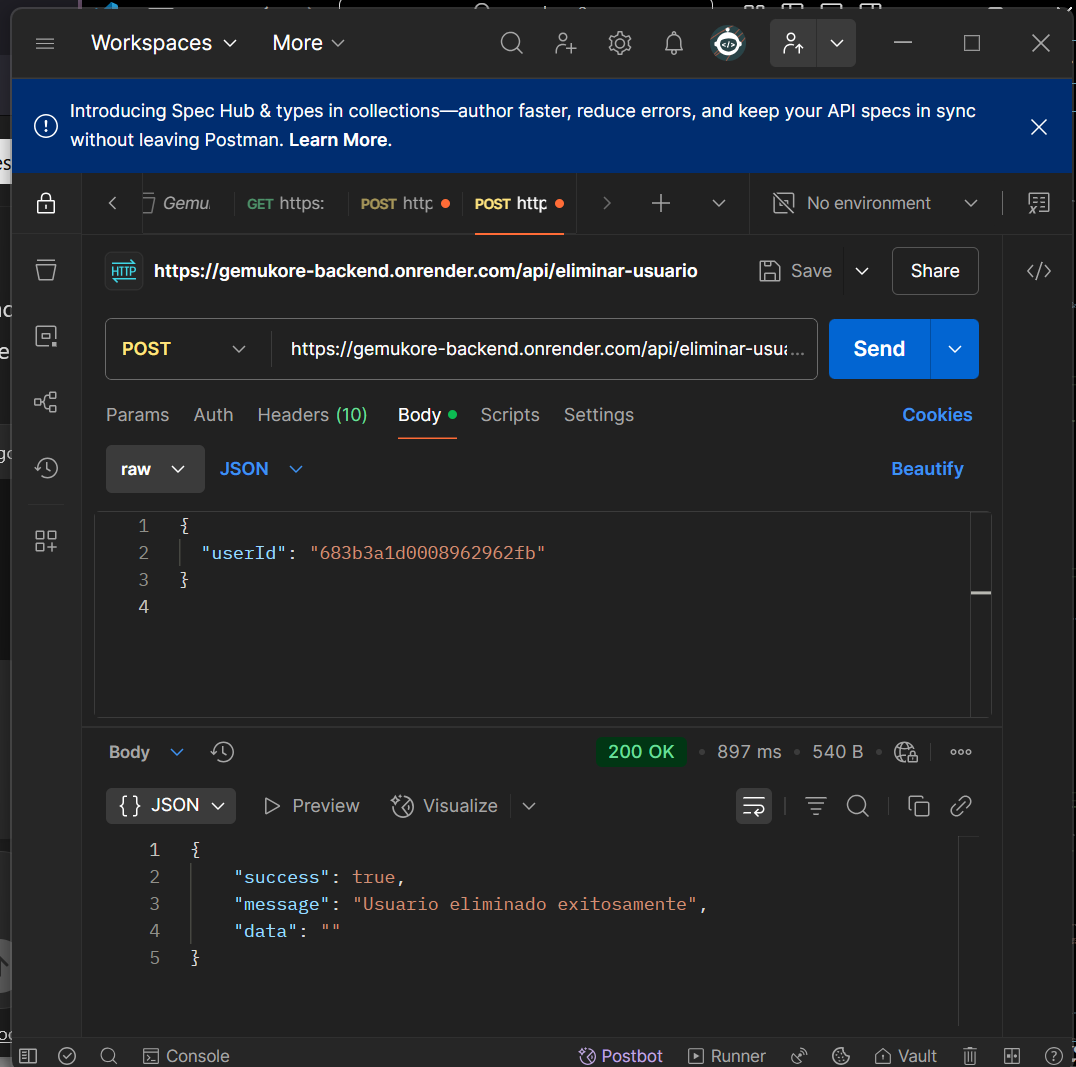 Workspaces More
Introducing Spec Hub & types in collections—author faster, reduce errors, and keep your API specs in sync
without leaving Postman. Learn More.
Gemu GET https: POST http POST http No environment
HTTP https://gemukore-backend.onrender.com/api/eliminar-usuario Save Share
POST https://gemukore-backend.onrender.com/api/eliminar-usua... Send
Params Auth Headers (10) Body Scripts Settings Cookies
raw JSON Beautify
1 {
2 "userId": "683b3a1d0008962962fb"
3 }
4
Body 200 OK 897 ms 540 B
{} JSON Preview Visualize
1 {
2 "success": true,
3 "message": "Usuario eliminado exitosamente",
4 "data": ""
5 }
Console Postbot Runner Vault